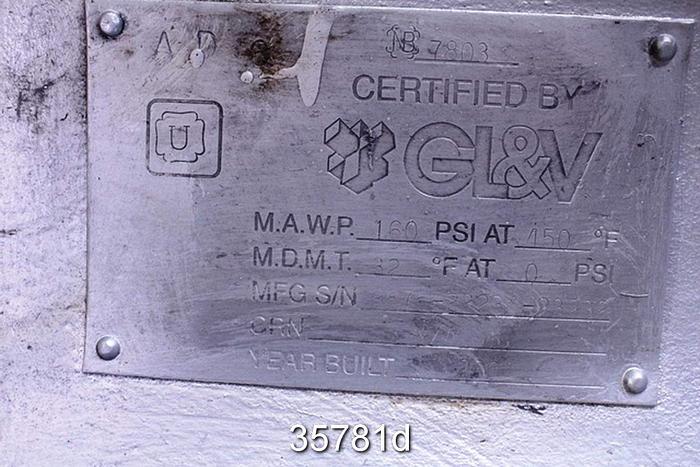 NB 7803
CERTIFIED BY
U
GL&V
M.A.W.P. 160 PSI AT 450 °F
M.D.M.T. 32 °F AT 0 PSI
MFG S/N
CRN
YEAR BUILT
35781d